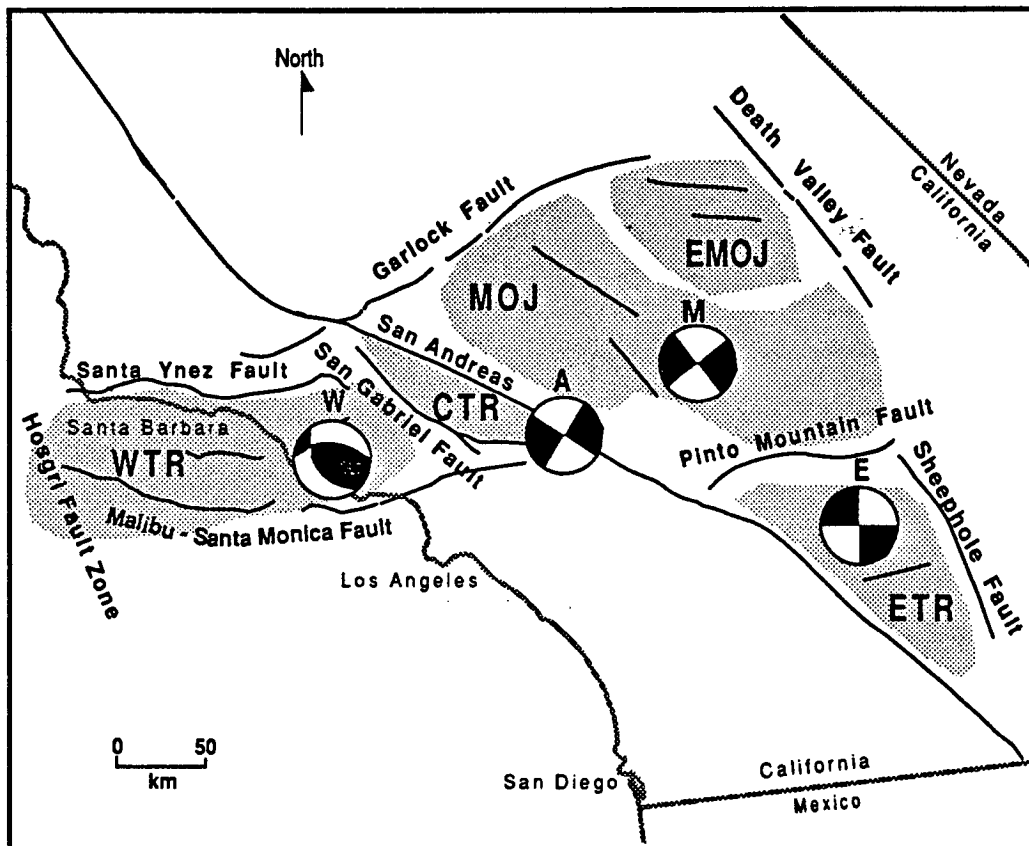 North
Death Valley Fault
Nevada
California
Garlock Fault
EMOJ
MOJ
M
San Andreas
A
Santa Ynez Fault
San Gabriel Fault
CTR
W
Pinto Mountain Fault
Santa Barbara
E
Sheephole Fault
Hosgri Fault Zone
WTR
Malibu - Santa Monica Fault
Los Angeles
ETR
0 50
km
San Diego
California
Mexico